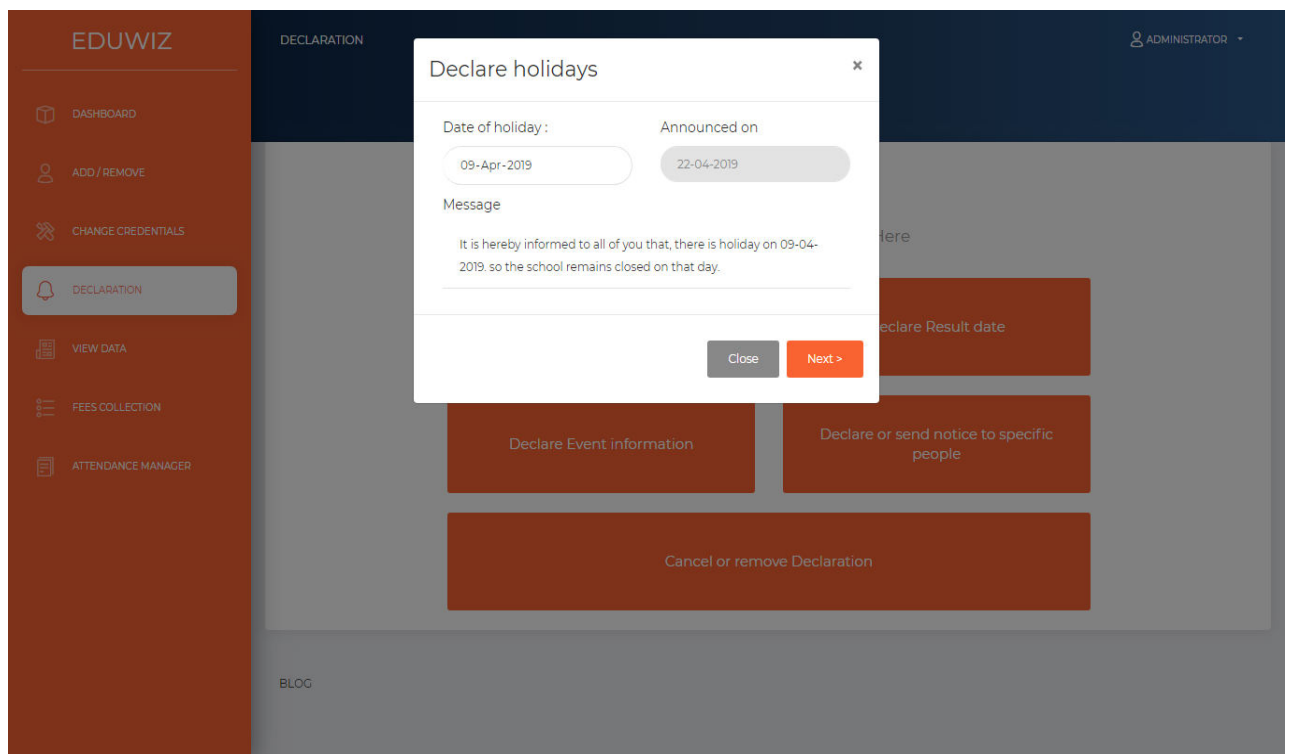 EDUWIZ
DASHBOARD
ADD / REMOVE
CHANGE CREDENTIALS
DECLARATION
VIEW DATA
FEES COLLECTION
ATTENDANCE MANAGER
DECLARATION
ADMINISTRATOR
Declare holidays
×
Date of holiday :
Announced on
09-Apr-2019
22-04-2019
Message
It is hereby informed to all of you that, there is holiday on 09-04-
2019. so the school remains closed on that day.
Close
Next >
Here
Result date
Declare Event information
Declare or send notice to specific
people
Cancel or remove Declaration
BLOG